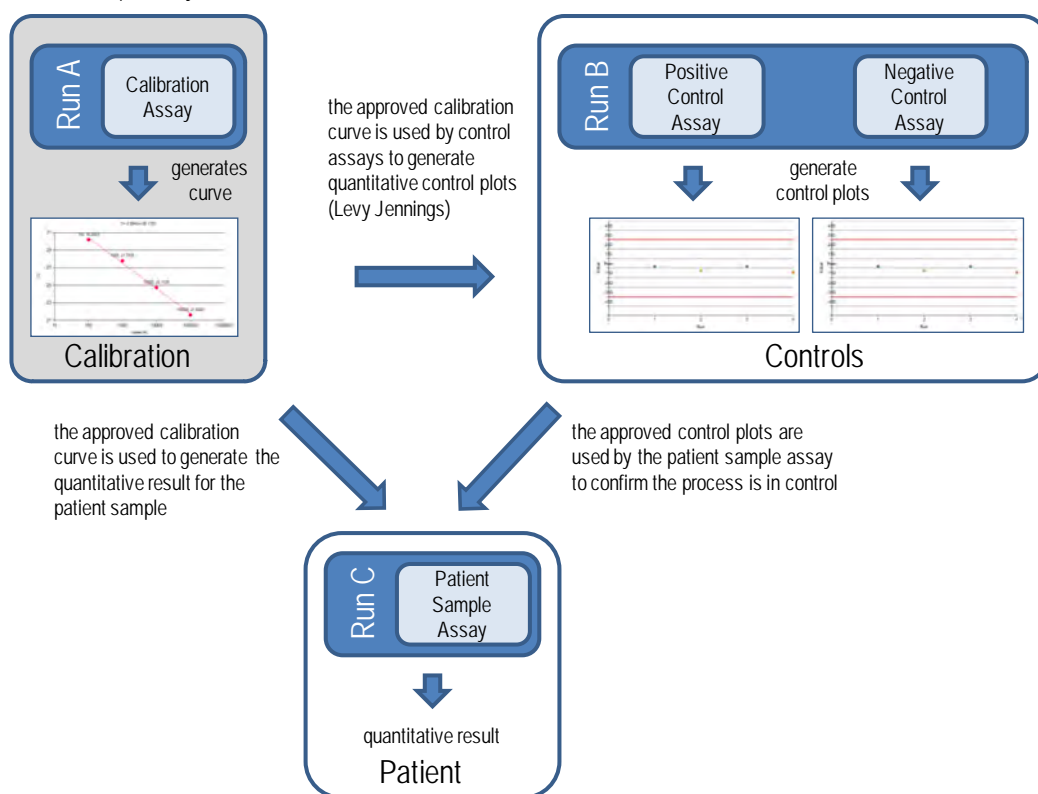 Run A
Calibration
Assay
generates
curve
Calibration
the approved calibration
curve is used by control
assays to generate
quantitative control plots
(Levy Jennings)
Run B
Positive
Control
Assay
Negative
Control
Assay
generate
control plots
Controls
the approved calibration
curve is used to generate the
quantitative result for the
patient sample
the approved control plots are
used by the patient sample assay
to confirm the process is in control
Run C
Patient
Sample
Assay
quantitative result
Patient